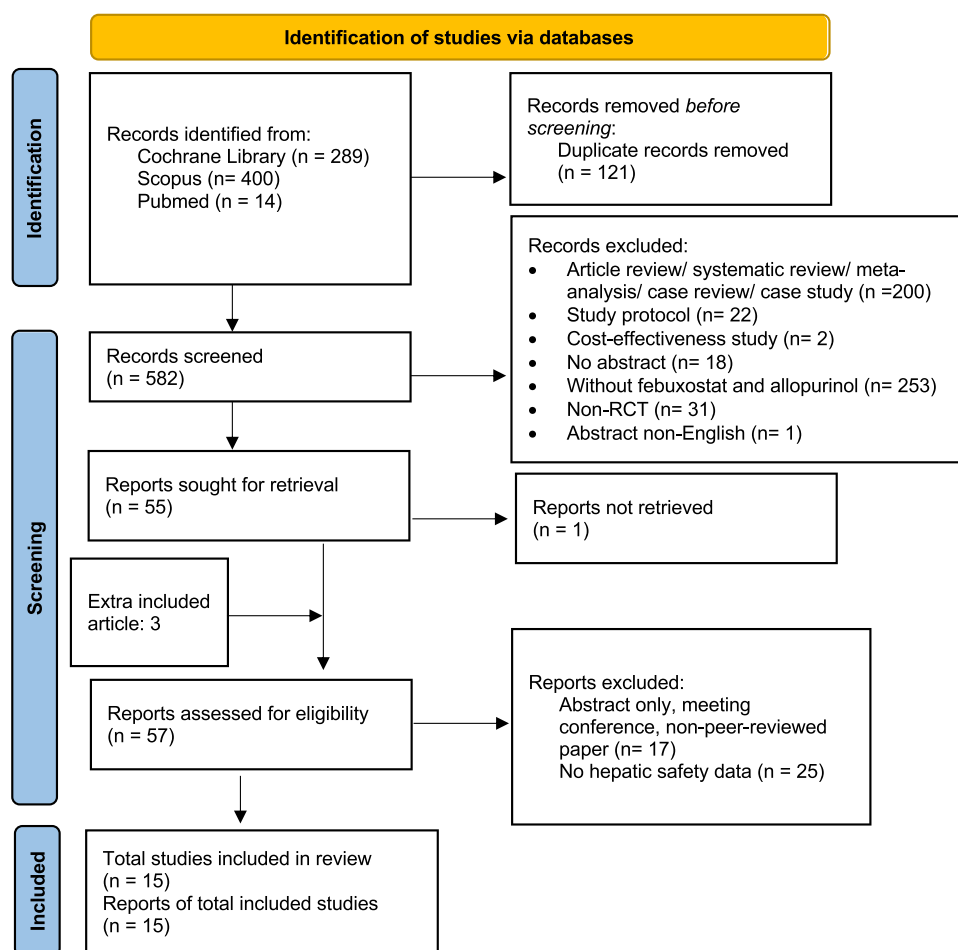 Identification of studies via databases
Identification
Records identified from:
Cochrane Library (n = 289)
Scopus (n= 400)
Pubmed (n = 14)
Records removed before
screening:
Duplicate records removed
(n = 121)
Records excluded:
• Article review/ systematic review/ meta-
analysis/ case review/ case study (n =200)
• Study protocol (n= 22)
• Cost-effectiveness study (n= 2)
• No abstract (n= 18)
• Without febuxostat and allopurinol (n= 253)
• Non-RCT (n= 31)
• Abstract non-English (n= 1)
Screening
Records screened
(n = 582)
Reports sought for retrieval
(n = 55)
Reports not retrieved
(n = 1)
Extra included
article: 3
Reports assessed for eligibility
(n = 57)
Reports excluded:
Abstract only, meeting
conference, non-peer-reviewed
paper (n= 17)
No hepatic safety data (n = 25)
Included
Total studies included in review
(n = 15)
Reports of total included studies
(n = 15)